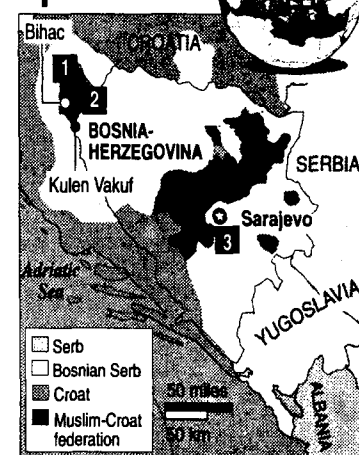 Bihac
CROATIA
1
2
BOSNIA-
HERZEGOVINA
SERBIA
Kulen Vakuf
Sarajevo
3
Adriatic
Sea
YUGOSLAVIA
ALBANIA
Serb
Bosnian Serb
Croat
Muslim-Croat
federation
50 miles
50 km